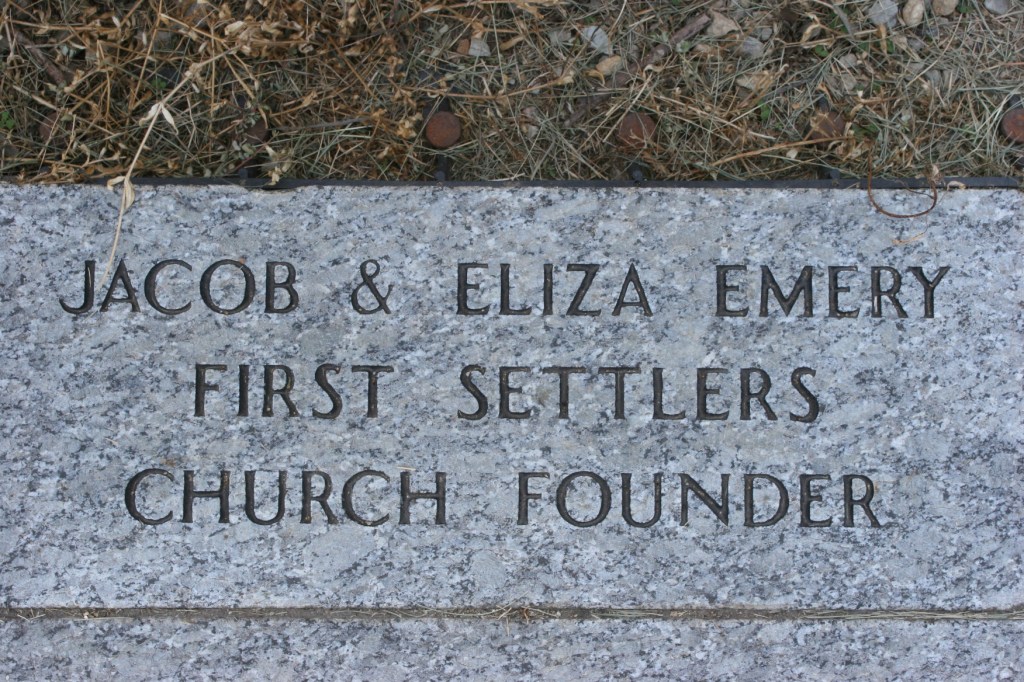 JACOB & ELIZA EMERY
FIRST SETTLERS
CHURCH FOUNDER